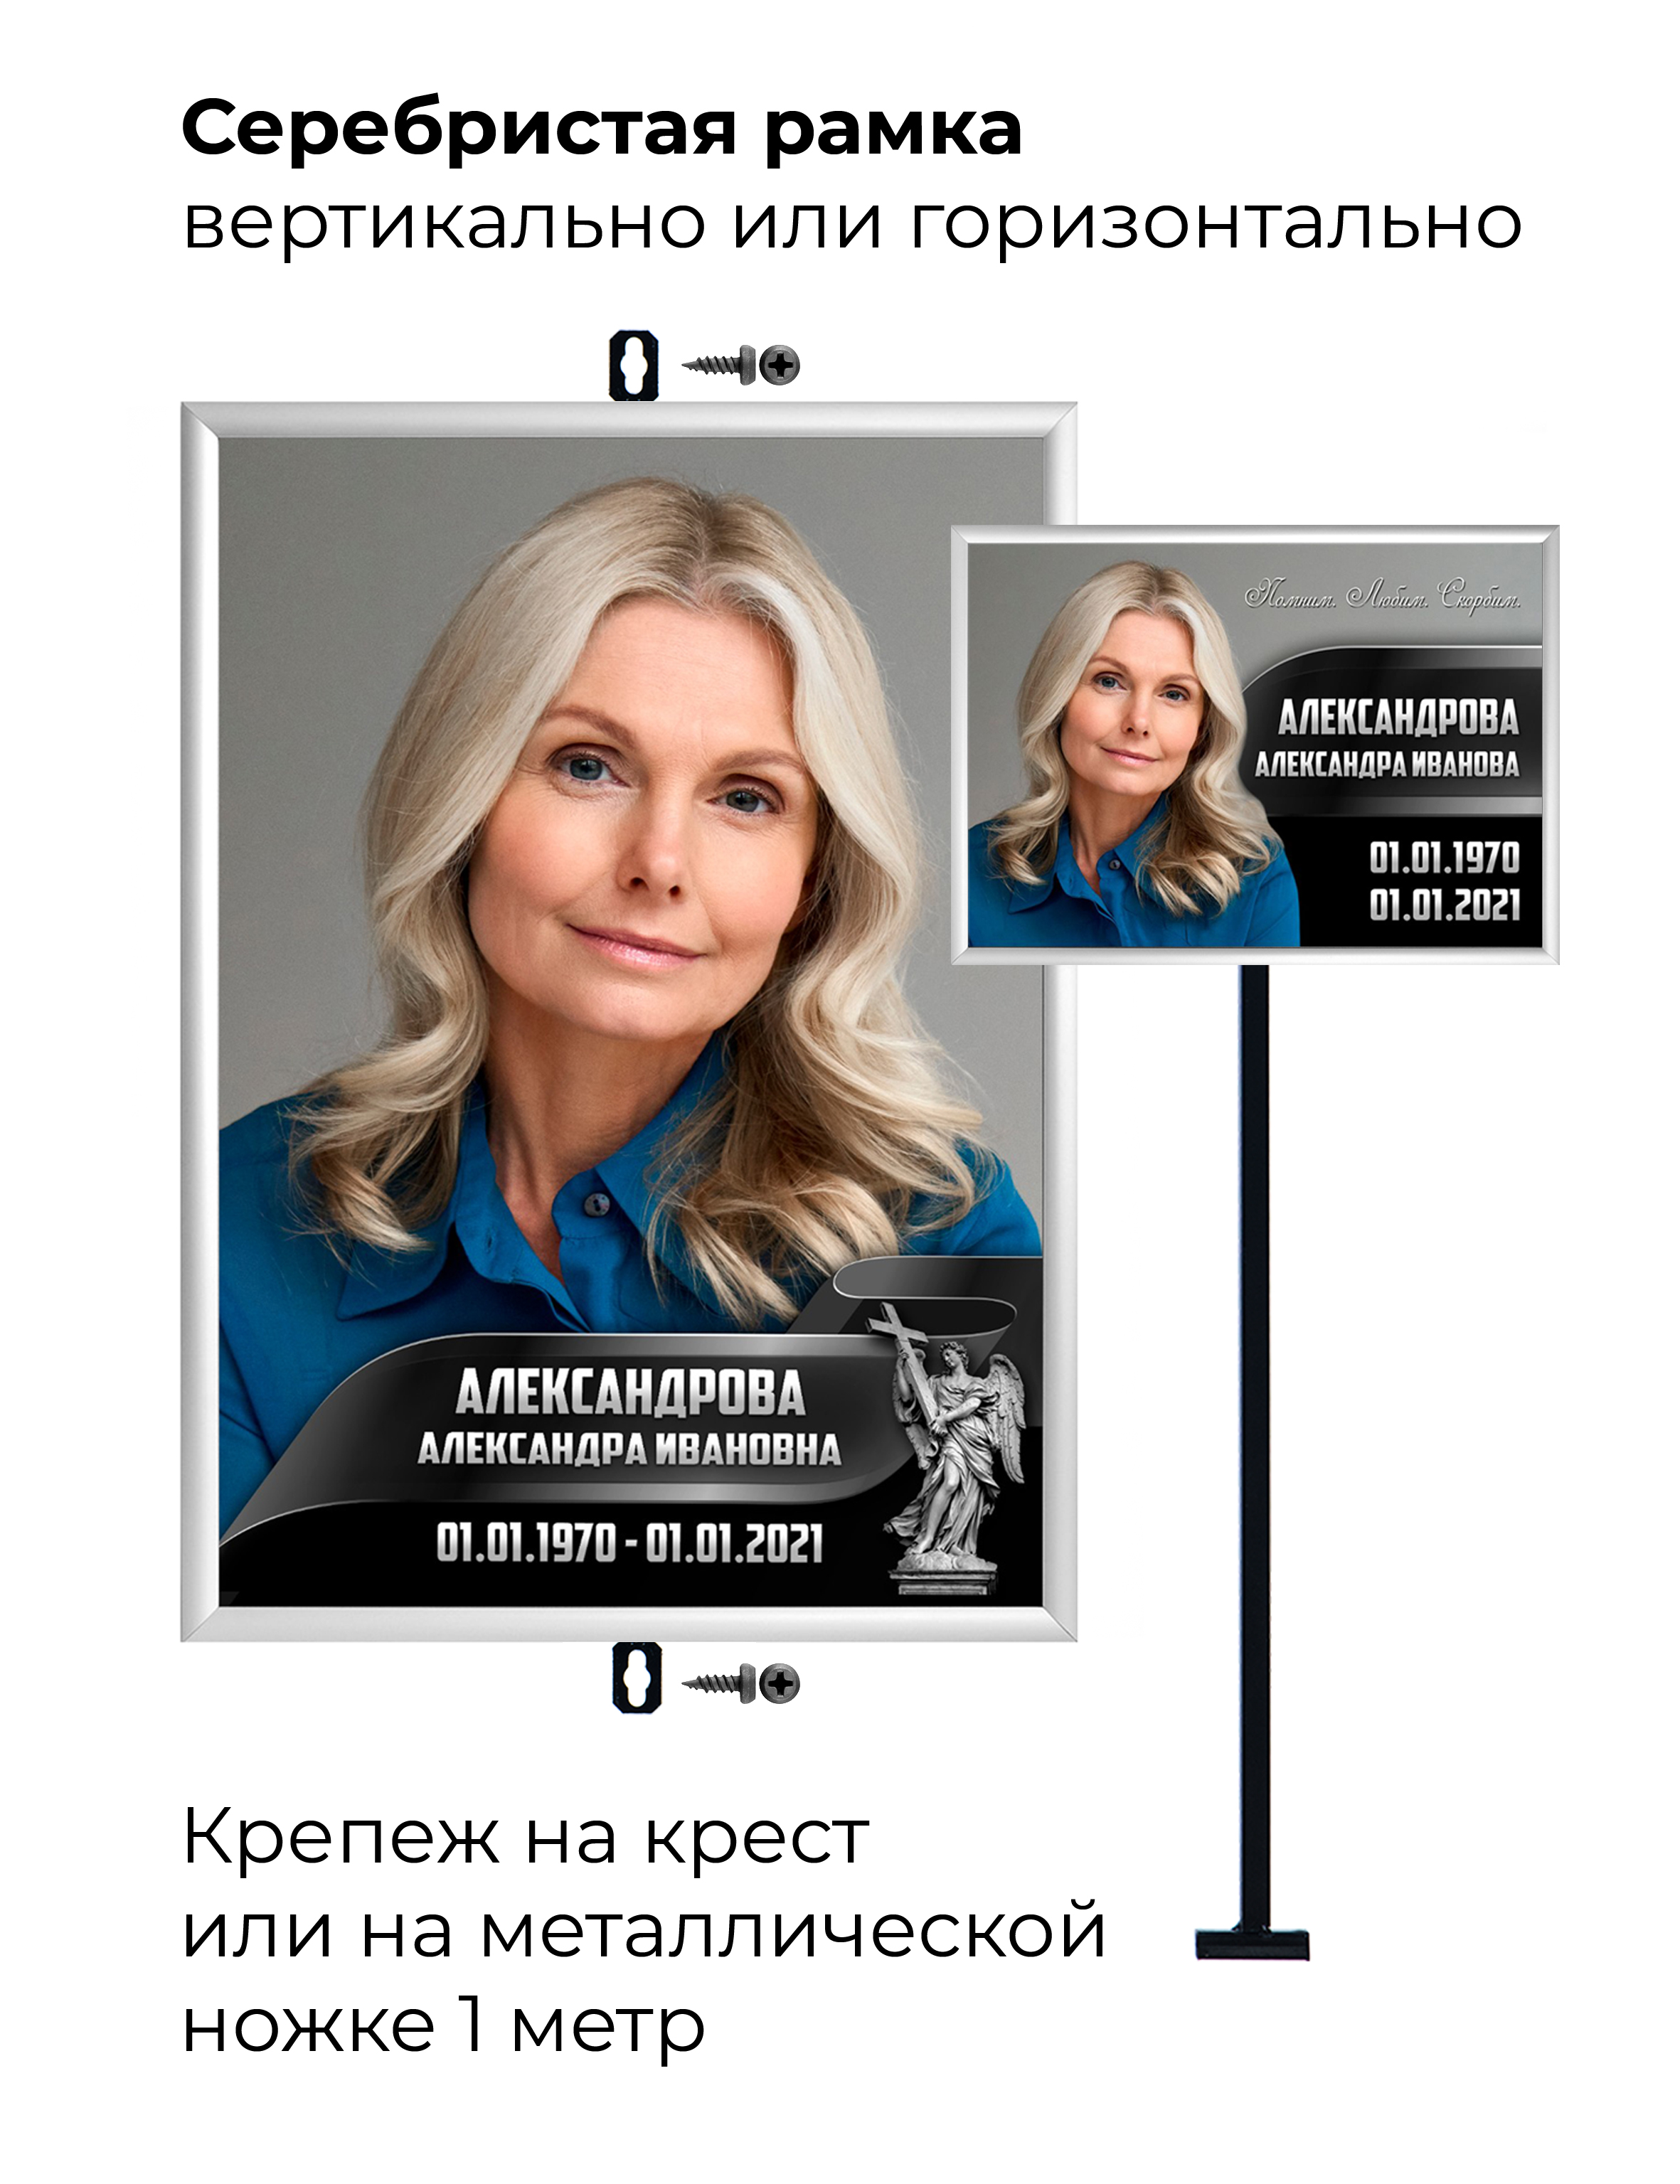 Серебристая рамка
вертикально или горизонтально
Помним. Любим. Скорбим.
АЛЕКСАНДРОВА
АЛЕКСАНДРА ИВАНОВА
01.01.1970
01.01.2021
АЛЕКСАНДРОВА
АЛЕКСАНДРА ИВАНОВНА
01.01.1970 - 01.01.2021
Крепеж на крест
или на металлической
ножке 1 метр